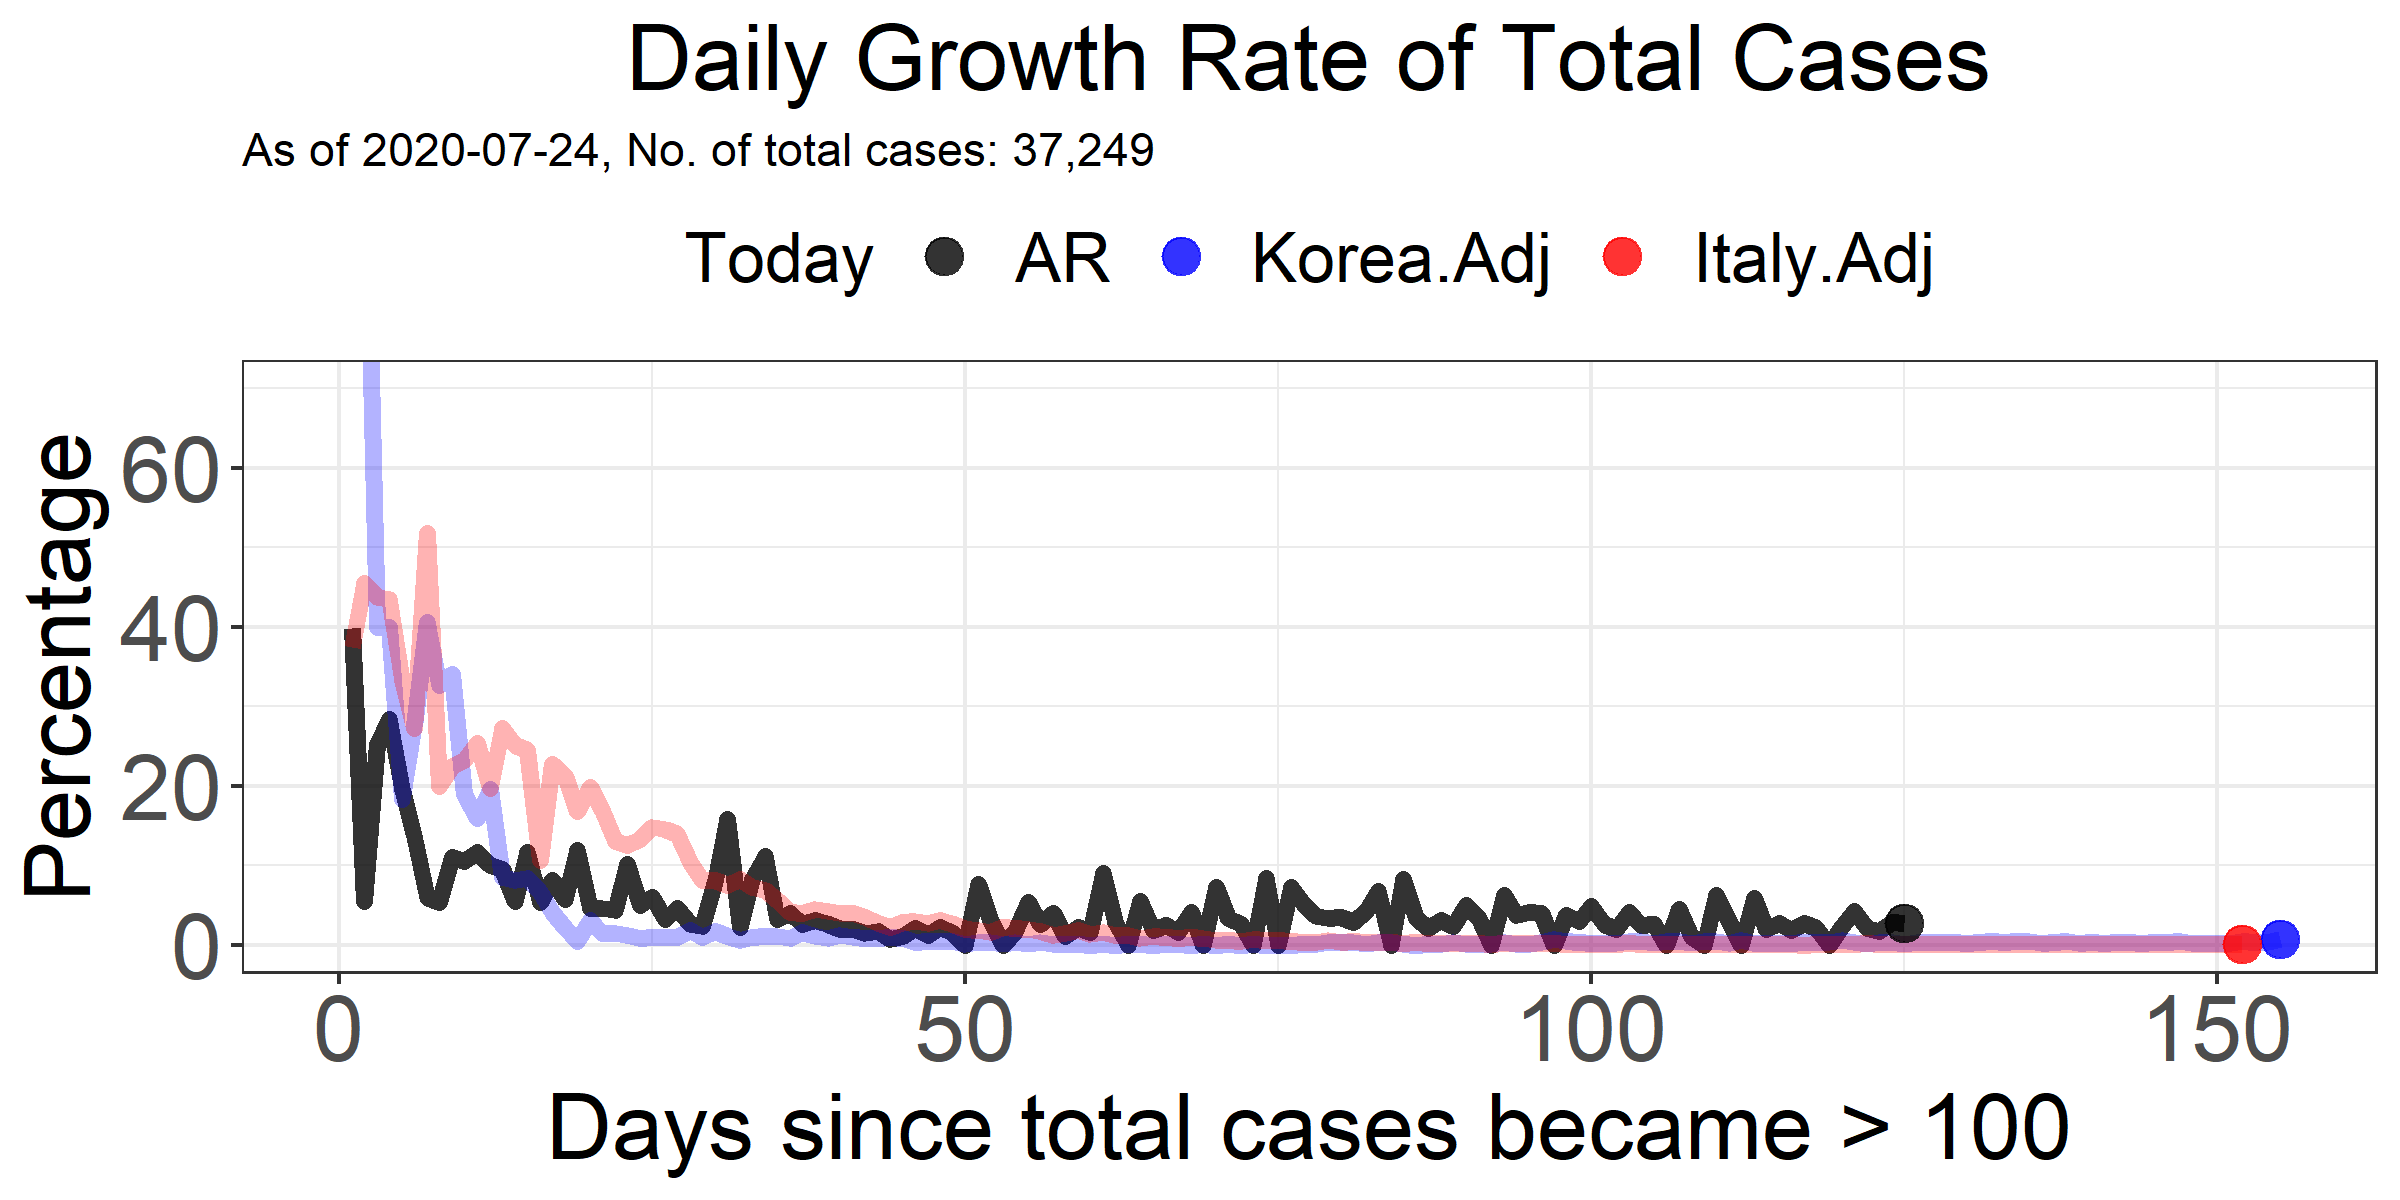 Daily Growth Rate of Total Cases
As of 2020-07-24, No. of total cases: 37,249
Today AR Korea.Adj Italy.Adj
Percentage
60
40
20
0
0 50 100 150
Days since total cases became > 100